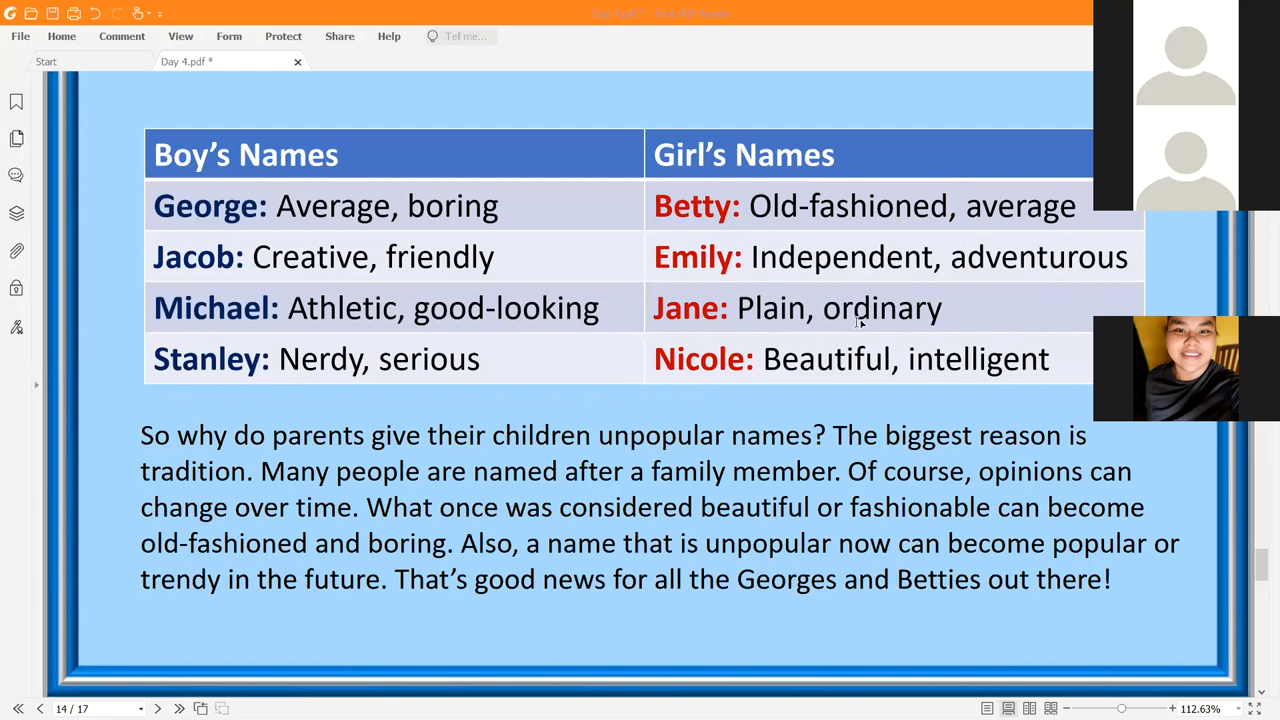 Day 4.pdf * - Foxit PDF Reader
File Home Comment View Form Protect Share Help Tell me...
Start Day 4.pdf *
Boy's Names Girl's Names
George: Average, boring Betty: Old-fashioned, average
Jacob: Creative, friendly Emily: Independent, adventurous
Michael: Athletic, good-looking Jane: Plain, ordinary
Stanley: Nerdy, serious Nicole: Beautiful, intelligent
So why do parents give their children unpopular names? The biggest reason is
tradition. Many people are named after a family member. Of course, opinions can
change over time. What once was considered beautiful or fashionable can become
old-fashioned and boring. Also, a name that is unpopular now can become popular or
trendy in the future. That's good news for all the Georges and Betties out there!
14 / 17 112.63%